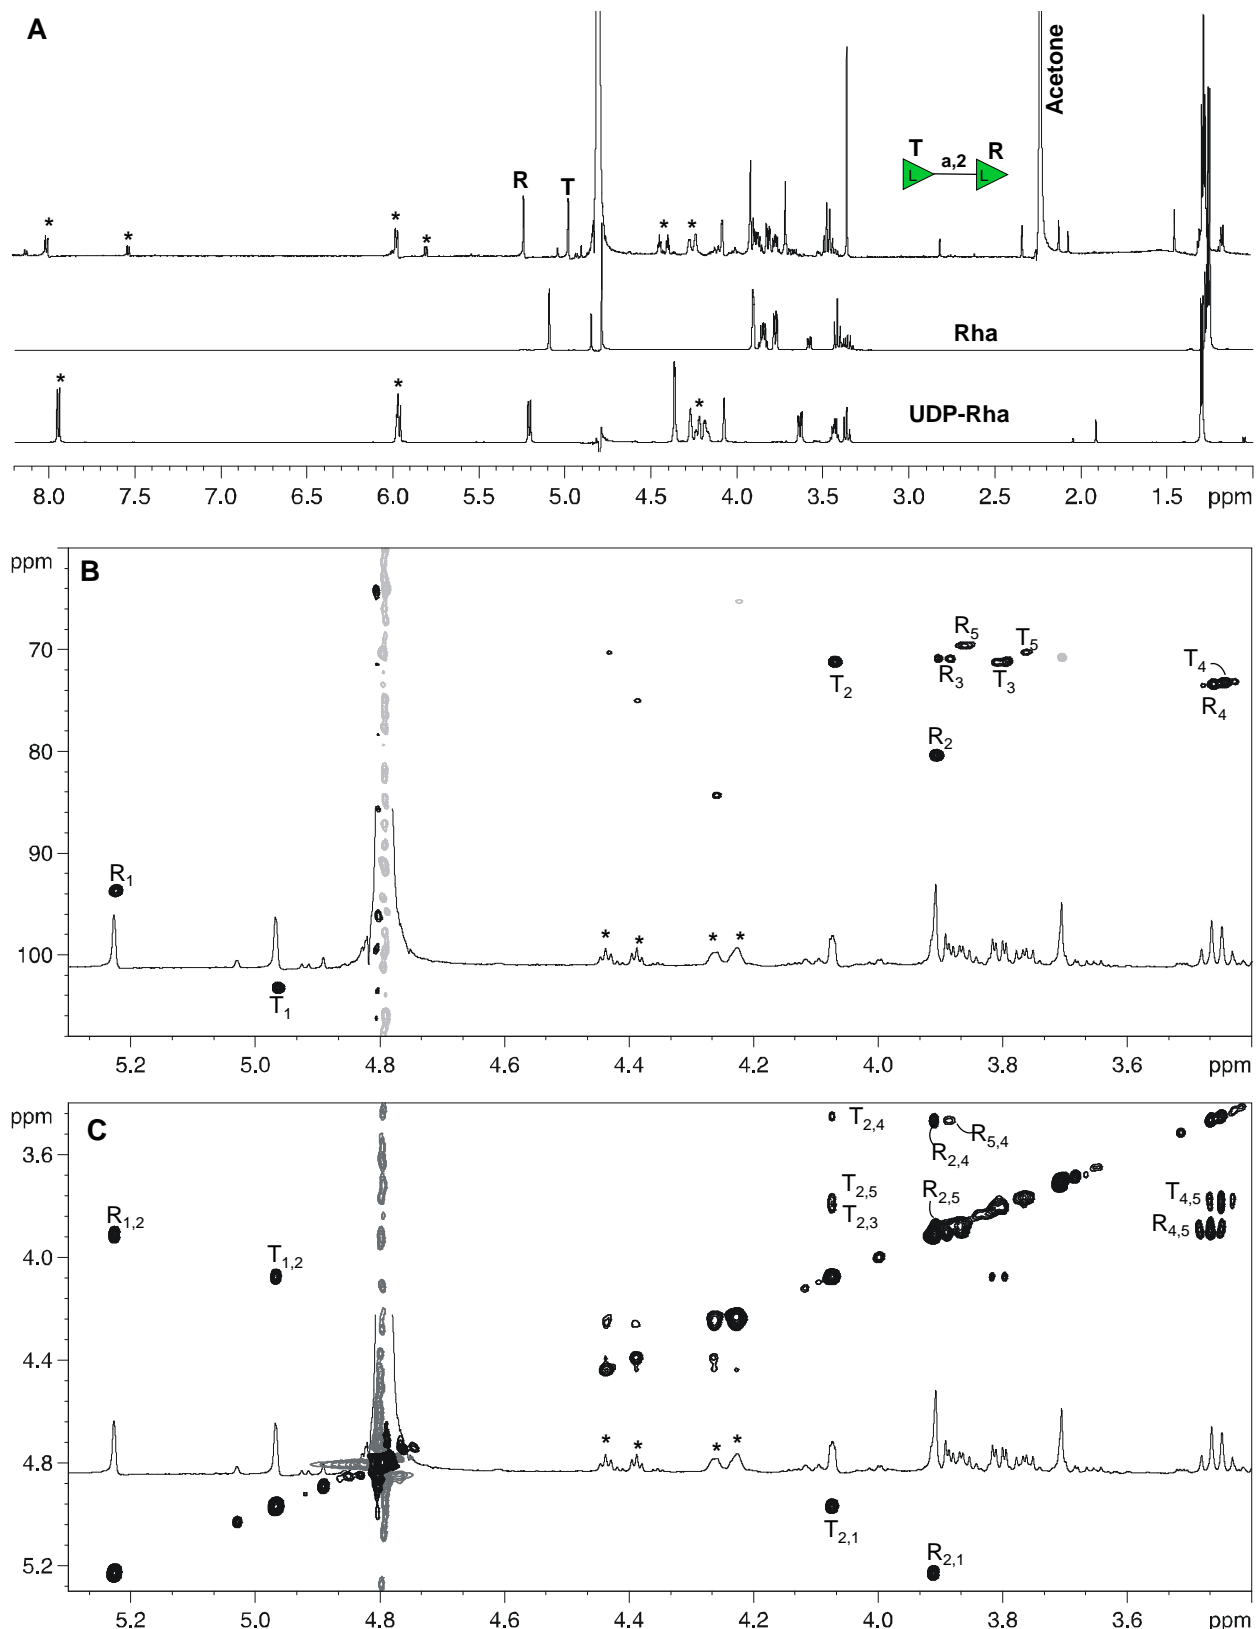 A
Acetone
T a,2 R
L L
R T
* * * * *
Rha
* * *
UDP-Rha
8.0 7.5 7.0 6.5 6.0 5.5 5.0 4.5 4.0 3.5 3.0 2.5 2.0 1.5 ppm
ppm
B
70
80
90
100
R5
T5
T4
T2
R3
T3
R4
R2
R1
T1
* * * *
5.2 5.0 4.8 4.6 4.4 4.2 4.0 3.8 3.6 ppm
ppm
C
3.6
4.0
4.4
4.8
5.2
T2,4
R5,4
R2,4
T2,5
R2,5
T4,5
T2,3
R4,5
R1,2
T1,2
* * * *
T2,1
R2,1
5.2 5.0 4.8 4.6 4.4 4.2 4.0 3.8 3.6 ppm